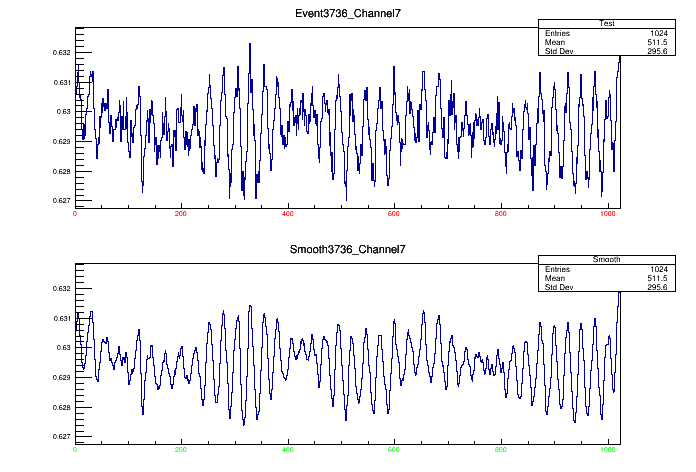 Event3736_Channel7
Test
Entries 1024
Mean 511.5
Std Dev 295.6
0.632
0.631
0.63
0.629
0.628
0.627
0 200 400 600 800 1000
Smooth3736_Channel7
Smooth
Entries 1024
Mean 511.5
Std Dev 295.6
0.632
0.631
0.63
0.629
0.628
0.627
0 200 400 600 800 1000